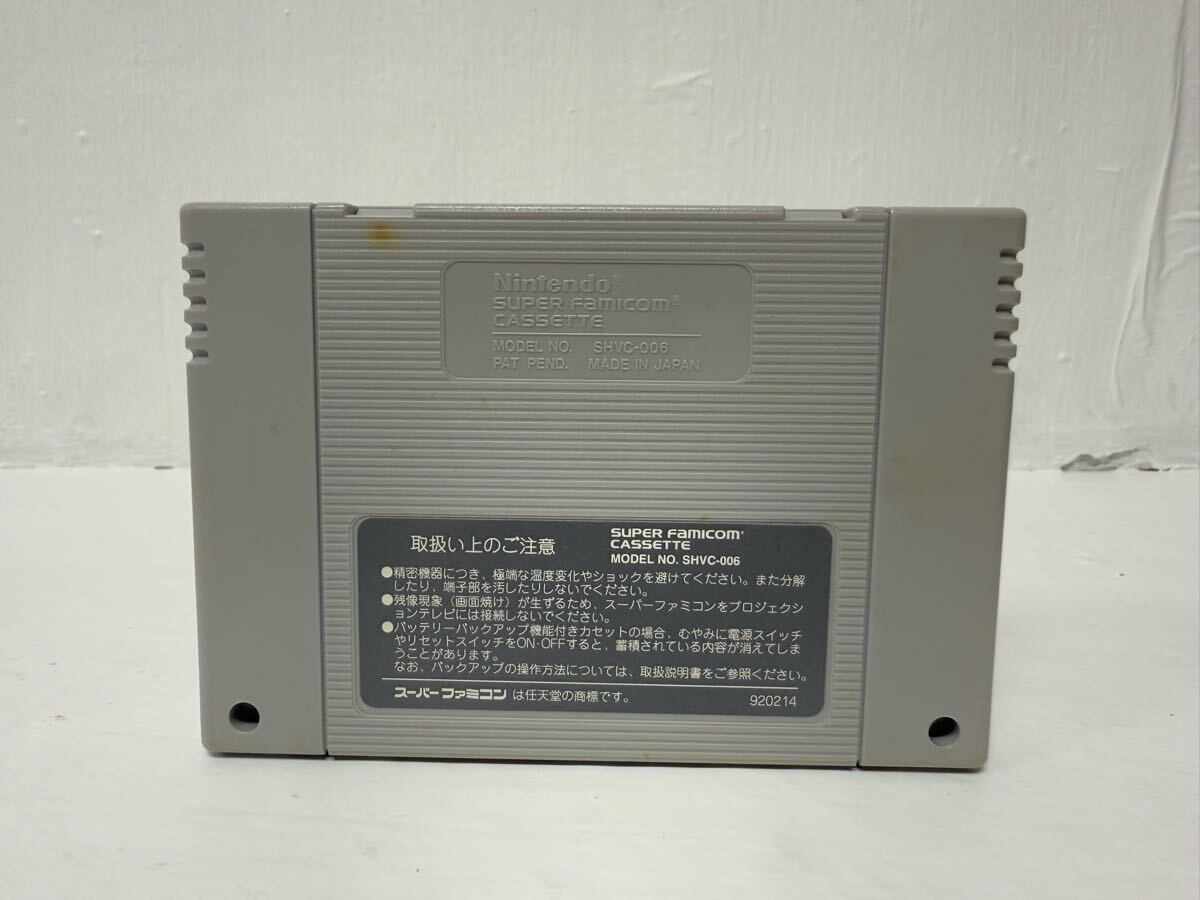 Nintendo®
SUPER FAMICOM®
CASSETTE
MODEL NO. SHVC-006
PAT PEND. MADE IN JAPAN
取扱い上のご注意
SUPER FAMICOM®
CASSETTE
MODEL NO. SHVC-006
●精密機器につき、極端な温度変化やショックを避けてください。また分解
したり、端子部を汚したりしないでください。
●残像現象（画面焼け）が生ずるため、スーパーファミコンをプロジェクシ
ョンテレビには接続しないでください。
●バッテリーバックアップ機能付きカセットの場合、むやみに電源スイッチ
やリセットスイッチをON·OFFすると、蓄積されている内容が消えてしま
うことがあります。
なお、バックアップの操作方法については、取扱説明書をご参照ください。
スーパーファミコン は任天堂の商標です。
920214